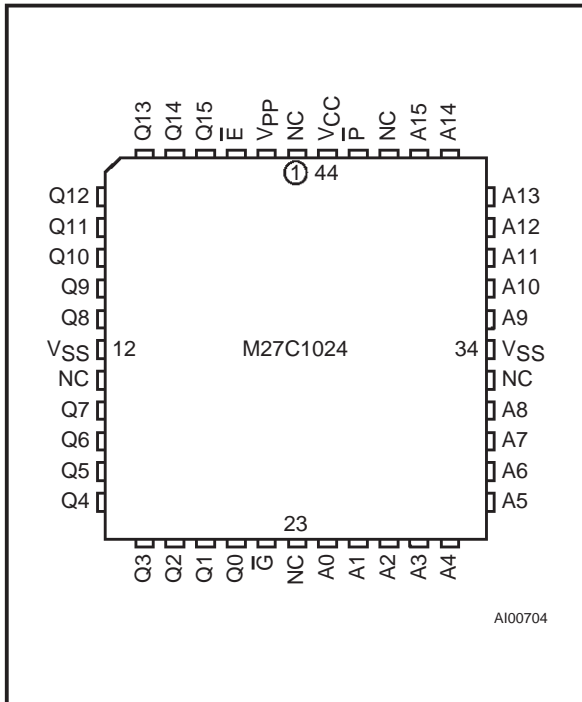 Q13 Q14 Q15 E̅ VPP NC VCC P̅ NC A15 A14
1 44
Q12 A13
Q11 A12
Q10 A11
Q9 A10
Q8 A9
VSS 12 M27C1024 34 VSS
NC NC
Q7 A8
Q6 A7
Q5 A6
Q4 A5
23
Q3 Q2 Q1 Q0 G̅ NC A0 A1 A2 A3 A4
AI00704